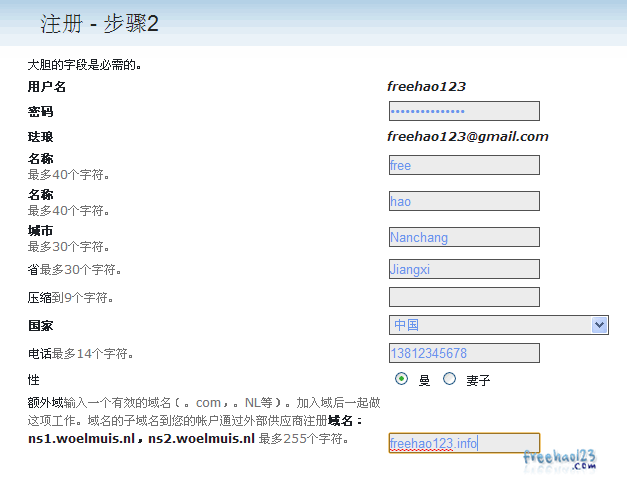 注册 - 步骤2
大胆的字段是必需的。
用户名 freehao123
密码 •••••••••••••••
珐琅 freehao123@gmail.com
名称 free
最多40个字符。
名称 hao
最多40个字符。
城市 Nanchang
最多30个字符。
省最多30个字符。 Jiangxi
压缩到9个字符。
国家 中国
电话最多14个字符。 13812345678
性 曼 妻子
额外域输入一个有效的域名（。com，。NL等）。加入域后一起做
这项工作。域名的子域名到您的帐户通过外部供应商注册域名：
ns1.woelmuis.nl，ns2.woelmuis.nl 最多255个字符。 freehao123.info
freehao123
.com